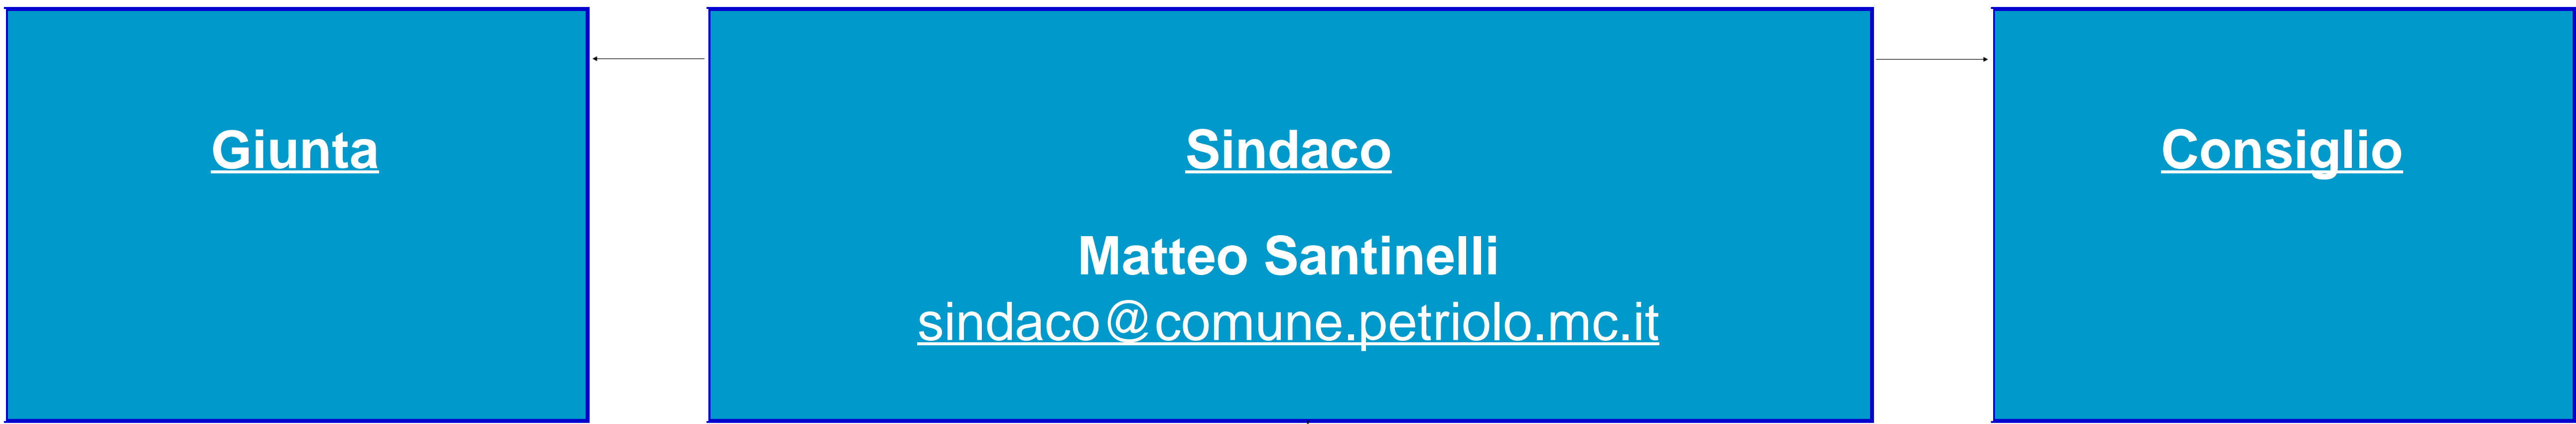 Giunta
Sindaco
Matteo Santinelli
sindaco@comune.petriolo.mc.it
Consiglio